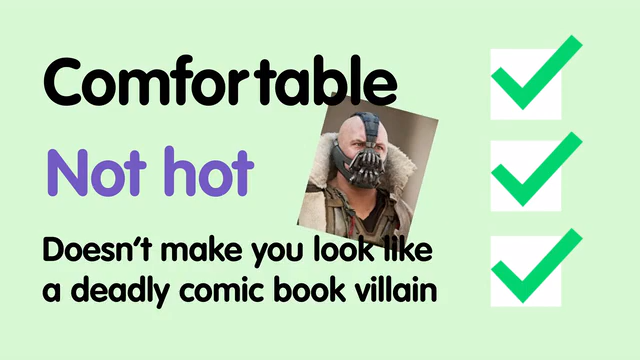 Comfortable
Not hot
Doesn't make you look like
a deadly comic book villain